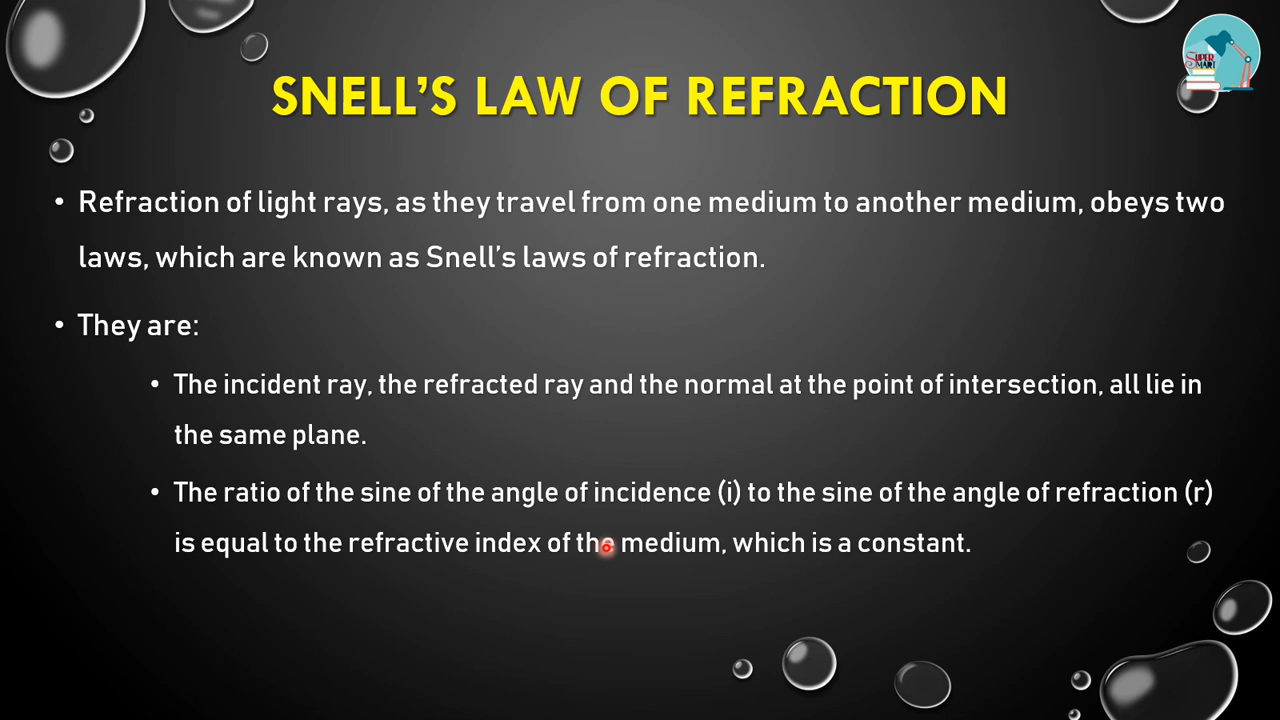 SUPER
SMART
SNELL’S LAW OF REFRACTION
• Refraction of light rays, as they travel from one medium to another medium, obeys two
laws, which are known as Snell’s laws of refraction.
• They are:
• The incident ray, the refracted ray and the normal at the point of intersection, all lie in
the same plane.
• The ratio of the sine of the angle of incidence (i) to the sine of the angle of refraction (r)
is equal to the refractive index of the medium, which is a constant.